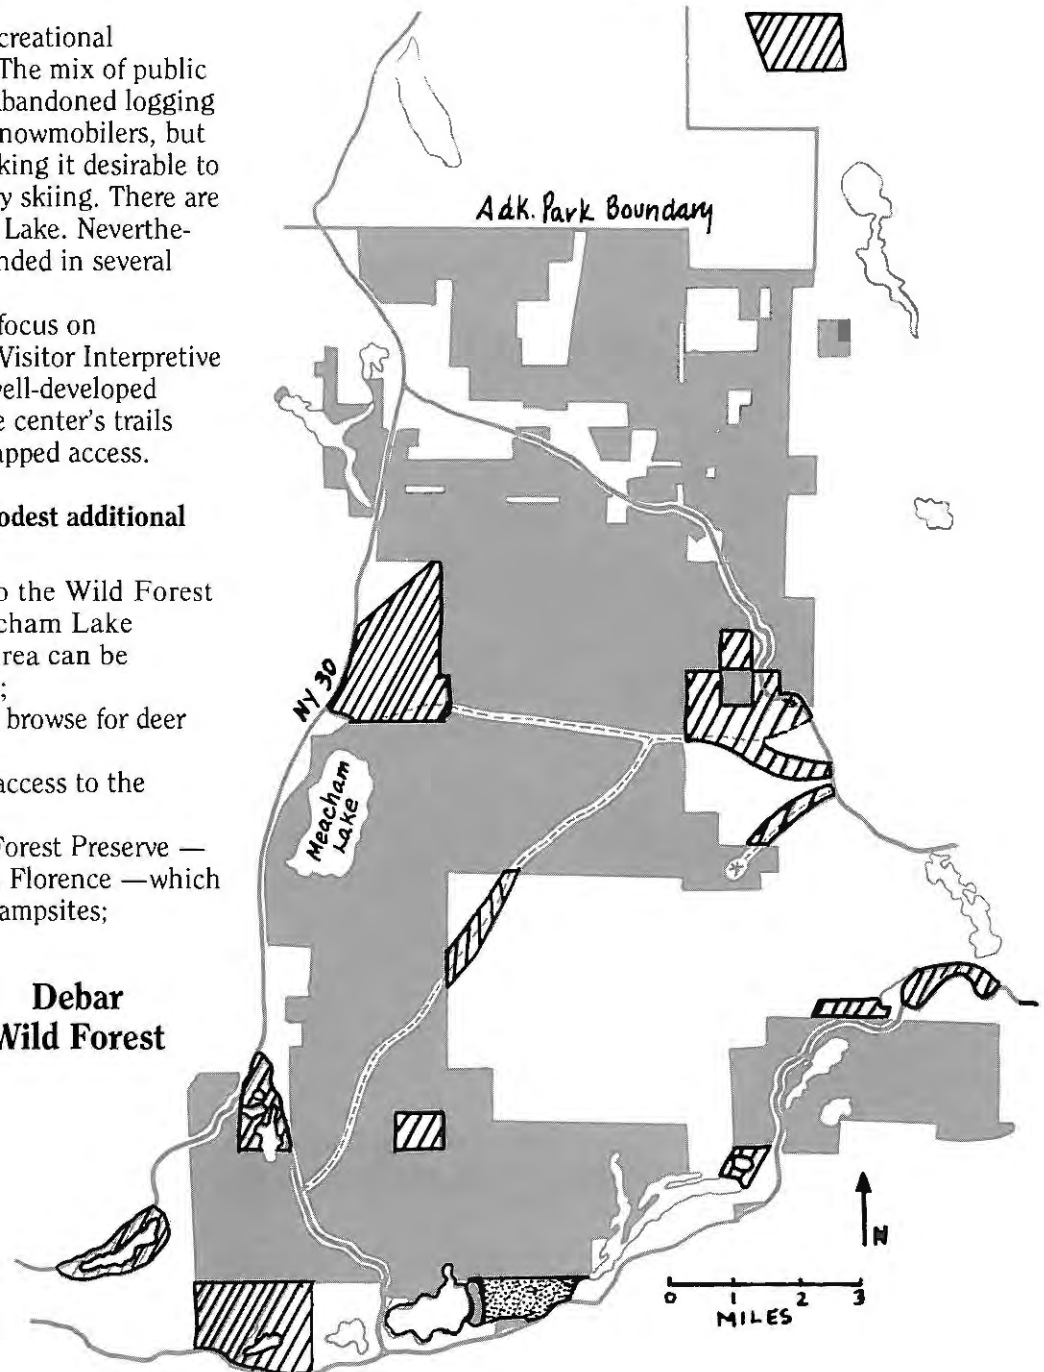 creational
The mix of public
bandoned logging
nowmobilers, but
king it desirable to
y skiing. There are
Lake. Neverthe-
nded in several
focus on
Visitor Interpretive
vell-developed
e center's trails
apped access.
odest additional
o the Wild Forest
cham Lake
rea can be
;
browse for deer
access to the
Forest Preserve —
Florence —which
ampsites;
Debar
Wild Forest
Adk. Park Boundary
NY 30
Meacham
Lake
N
0 1 2 3
MILES